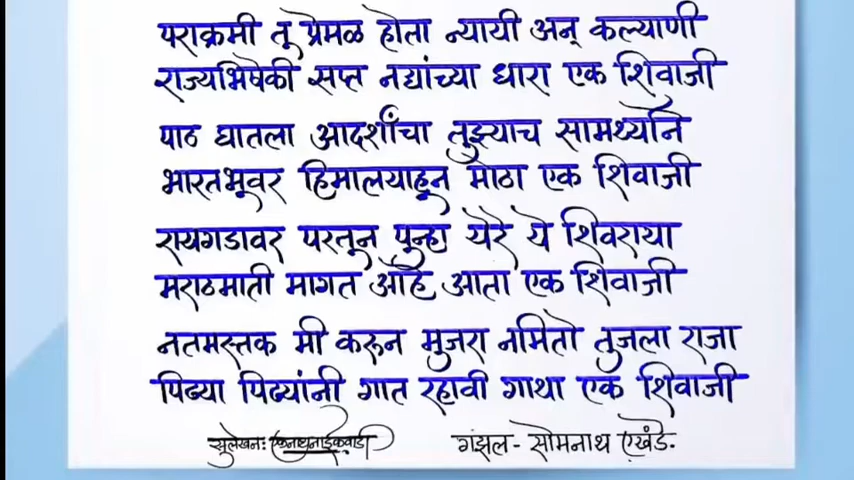 पराक्रमी तू प्रेमळ होता न्यायी अन् कल्याणी
राज्यभिषेकी सप्त नद्यांच्या धारा एक शिवाजी
पाठ घातला आदर्शांचा तुझ्याच सामर्थ्याने
भारतभूवर हिमालयाहून मोठा एक शिवाजी
रायगडावर परतून पुन्हा येरे ये शिवराया
मराठमाती मागत आहे आता एक शिवाजी
नतमस्तक मी करून मुजरा नमितो तुजला राजा
पिढ्या पिढ्यांनी गात रहावी गाथा एक शिवाजी
सुलेखन:
गझल - सोमनाथ एखंडे.